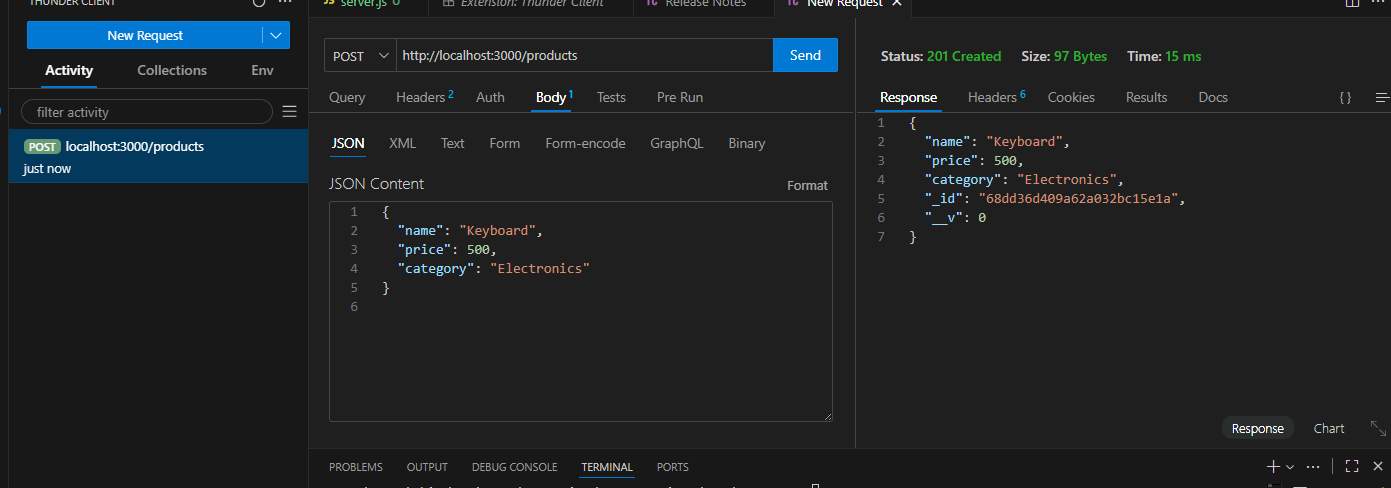 THUNDER CLIENT
JS server.js U
Extension: Thunder Client
TC Release Notes
TC New Request
New Request
POST
http://localhost:3000/products
Send
Status: 201 Created Size: 97 Bytes Time: 15 ms
Activity Collections Env
Query Headers 2 Auth Body 1 Tests Pre Run
Response Headers 6 Cookies Results Docs { }
filter activity
POST localhost:3000/products
just now
JSON XML Text Form Form-encode GraphQL Binary
JSON Content
Format
1 {
2 "name": "Keyboard",
3 "price": 500,
4 "category": "Electronics"
5 }
6
1 {
2 "name": "Keyboard",
3 "price": 500,
4 "category": "Electronics",
5 "_id": "68dd36d409a62a032bc15e1a",
6 "__v": 0
7 }
Response Chart
PROBLEMS OUTPUT DEBUG CONSOLE TERMINAL PORTS